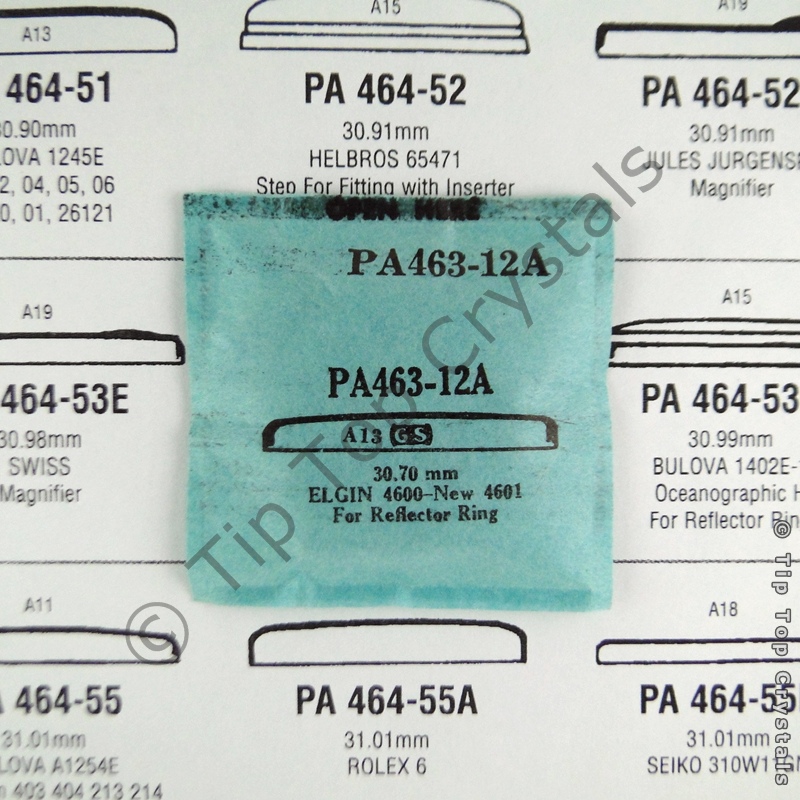 A13
464-51
30.90mm
LOVA 1245E
2, 04, 05, 06
0, 01, 26121
A15
PA 464-52
30.91mm
HELBROS 65471
Step For Fitting with Inserter
A19
PA 464-52
30.91mm
JULES JURGENSE
Magnifier
OPEN HERE
PA463-12A
PA463-12A
A13 GS
30.70 mm
ELGIN 4600-New 4601
For Reflector Ring
A19
464-53E
30.98mm
SWISS
Magnifier
A15
PA 464-53
30.99mm
BULOVA 1402E-
Oceanographic H
For Reflector Rin
A11
A 464-55
31.01mm
LOVA A1254E
m 403 404 213 214
PA 464-55A
31.01mm
ROLEX 6
A18
PA 464-55
31.01mm
SEIKO 310W11GN
© Tip Top Crystals
© Tip Top Crystals